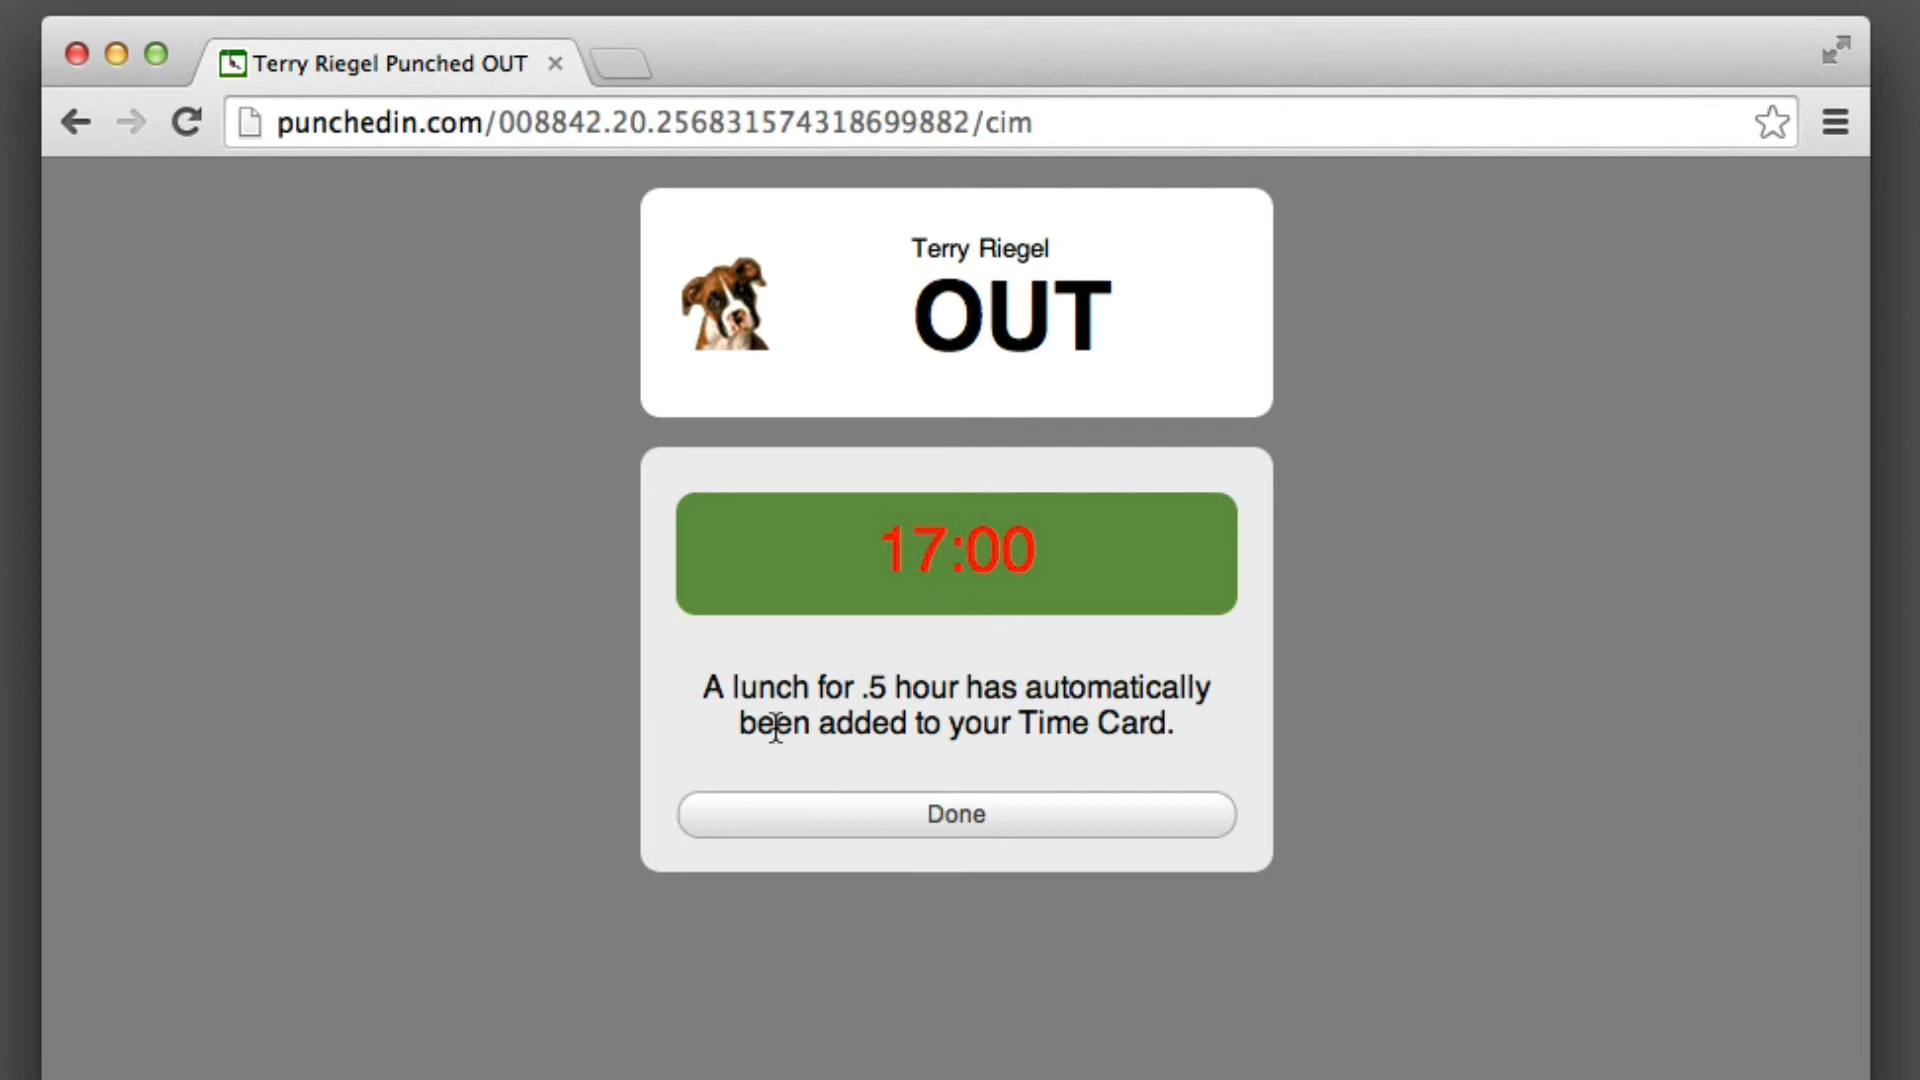 Terry Riegel Punched OUT
punchedin.com/008842.20.256831574318699882/cim
Terry Riegel
OUT
17:00
A lunch for .5 hour has automatically
been added to your Time Card.
Done